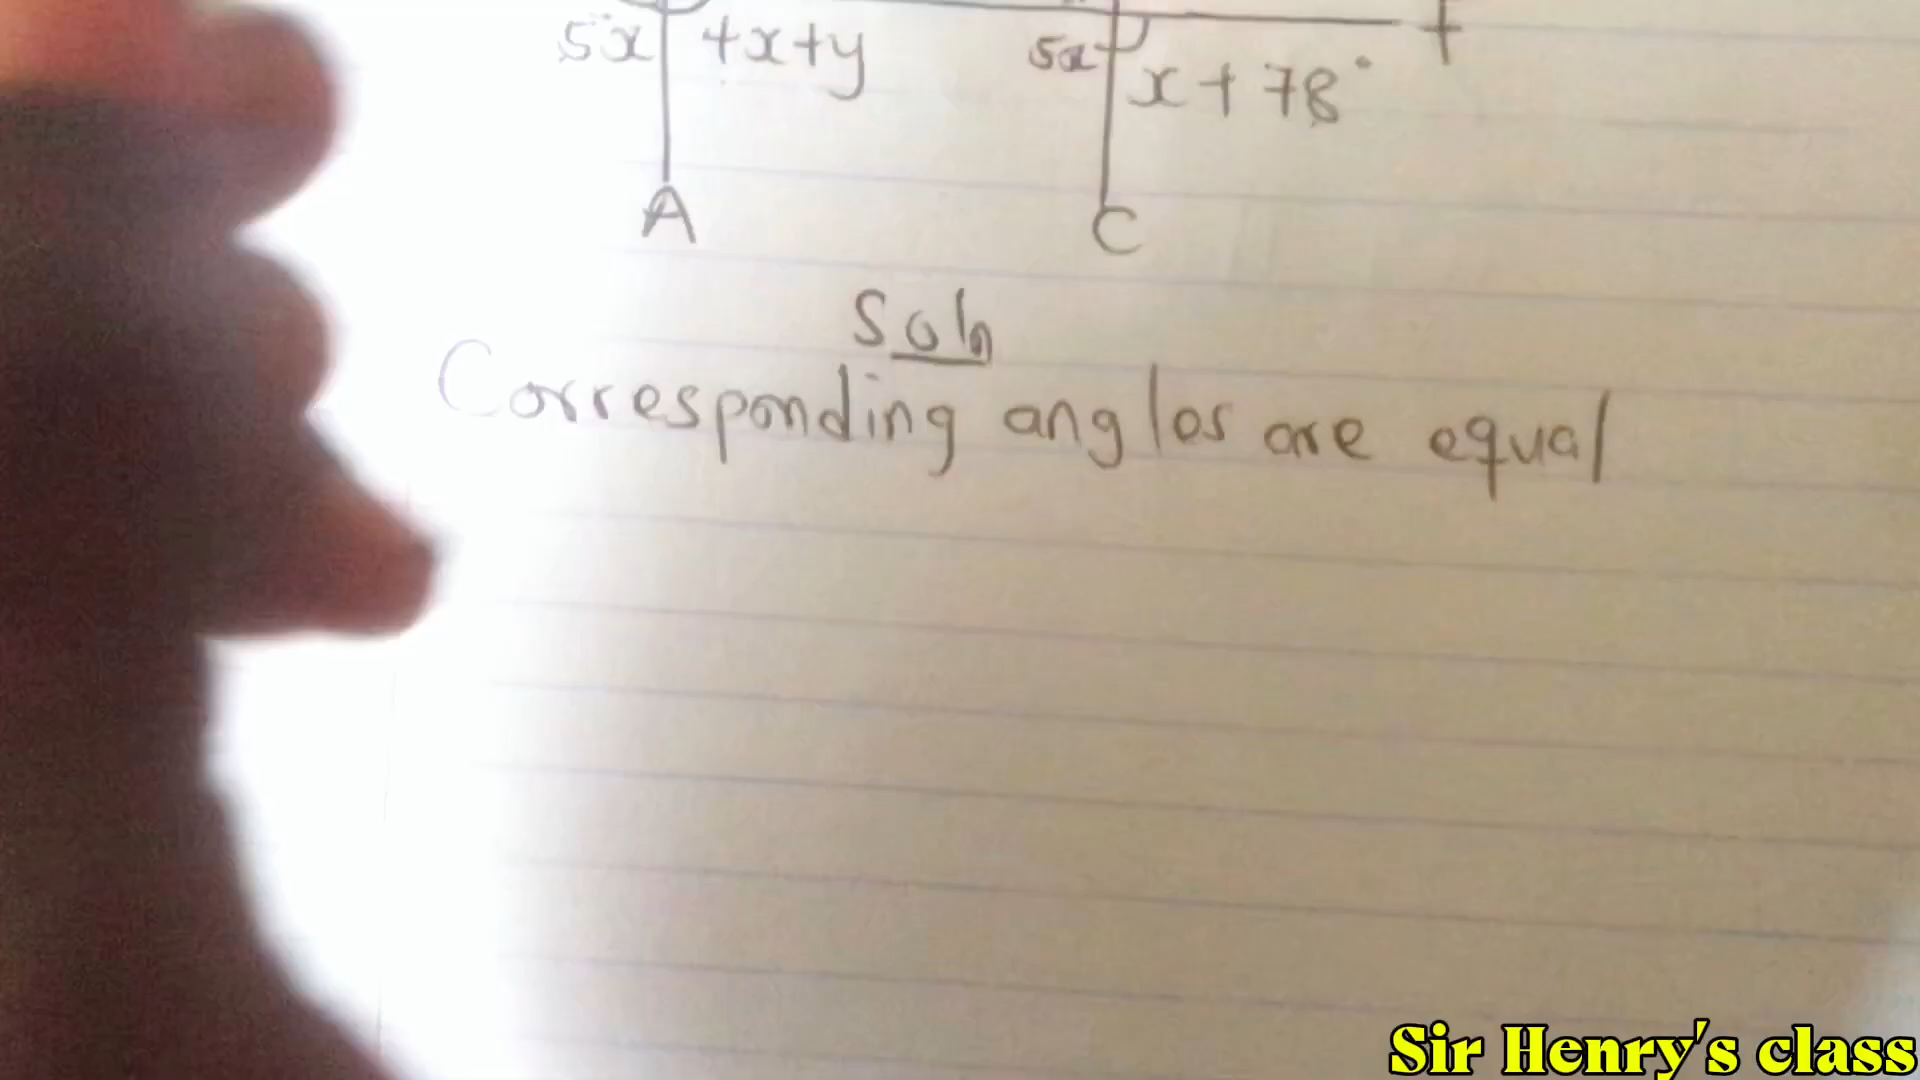 5x 4x+y 5x x+78° F
A C
Soln
Corresponding angles are equal
Sir Henry's class